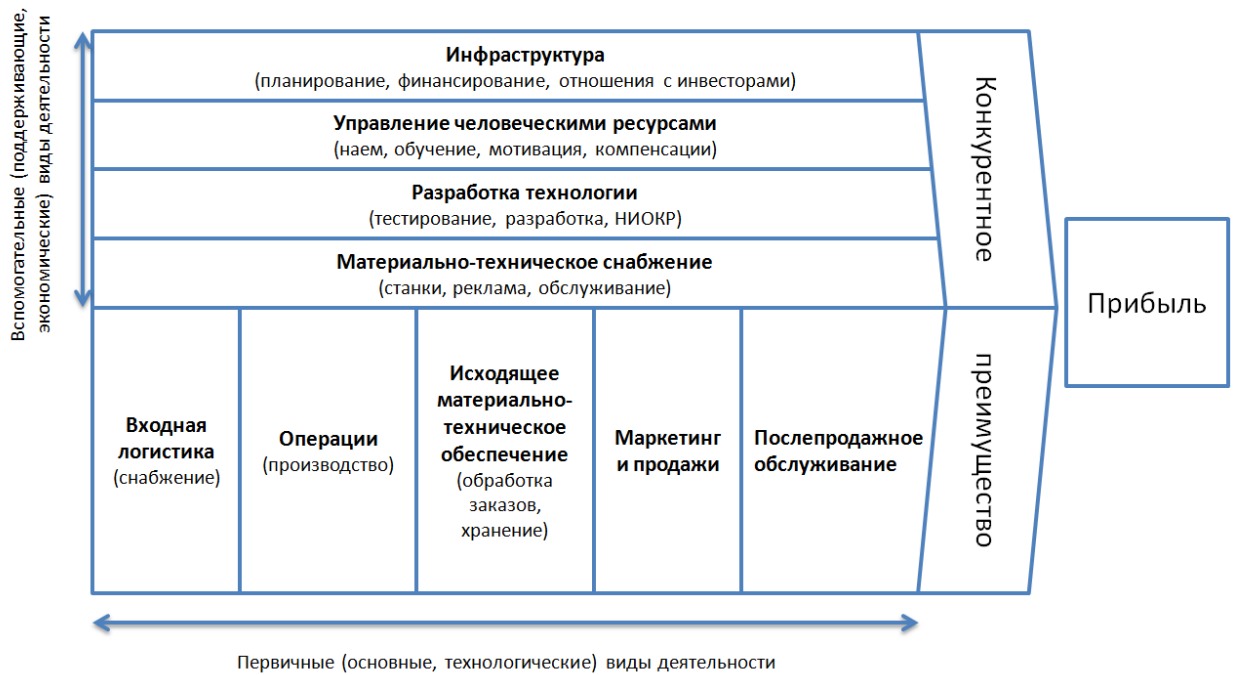 Вспомогательные (поддерживающие,
экономические) виды деятельности
Инфраструктура
(планирование, финансирование, отношения с инвесторами)
Управление человеческими ресурсами
(наем, обучение, мотивация, компенсации)
Разработка технологии
(тестирование, разработка, НИОКР)
Материально-техническое снабжение
(станки, реклама, обслуживание)
Входная
логистика
(снабжение)
Операции
(производство)
Исходящее
материально-
техническое
обеспечение
(обработка
заказов,
хранение)
Маркетинг
и продажи
Послепродажное
обслуживание
Конкурентное
преимущество
Прибыль
Первичные (основные, технологические) виды деятельности